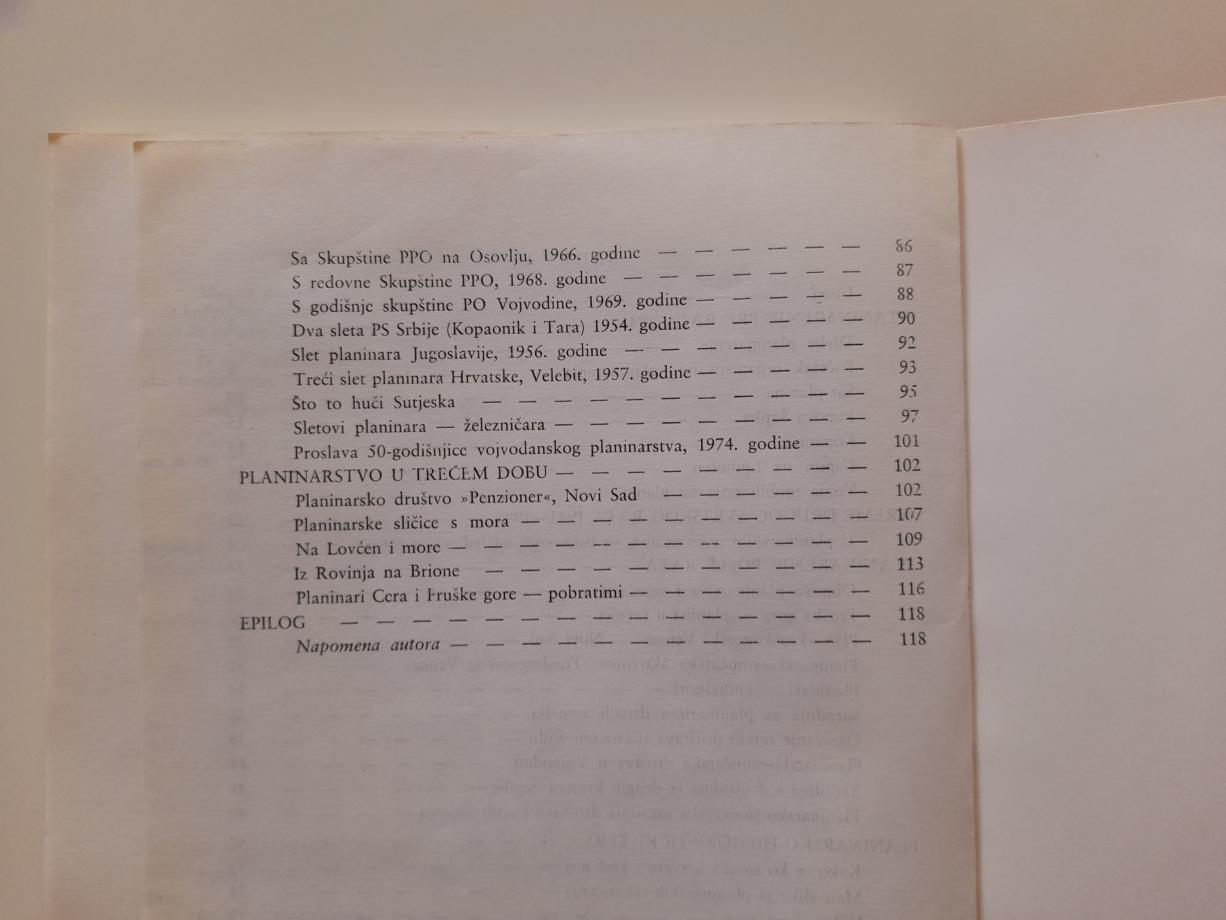 Sa Skupštine PPO na Osovlju, 1966. godine — — — — — — 86
S redovne Skupštine PPO, 1968. godine — — — — — — — 87
S godišnje skupštine PO Vojvodine, 1969. godine — — — — — 88
Dva sleta PS Srbije (Kopaonik i Tara) 1954. godine — — — — — 90
Slet planinara Jugoslavije, 1956. godine — — — — — — — 92
Treći slet planinara Hrvatske, Velebit, 1957. godine — — — — — 93
Što to huči Sutjeska — — — — — — — — — — 95
Sletovi planinara — železničara — — — — — — — — — 97
Proslava 50-godišnjice vojvođanskog planinarstva, 1974. godine — — 101
PLANINARSTVO U TREĆEM DOBU — — — — — — — — 102
Planinarsko društvo »Penzioner«, Novi Sad — — — — — — 102
Planinarske sličice s mora — — — — — — — — — — 107
Na Lovćen i more — — — — — — — — — — — — 109
Iz Rovinja na Brione — — — — — — — — — — — 113
Planinari Cera i Fruške gore — pobratimi — — — — — — — 116
EPILOG — — — — — — — — — — — — — — 118
Napomena autora — — — — — — — — — — — — 118